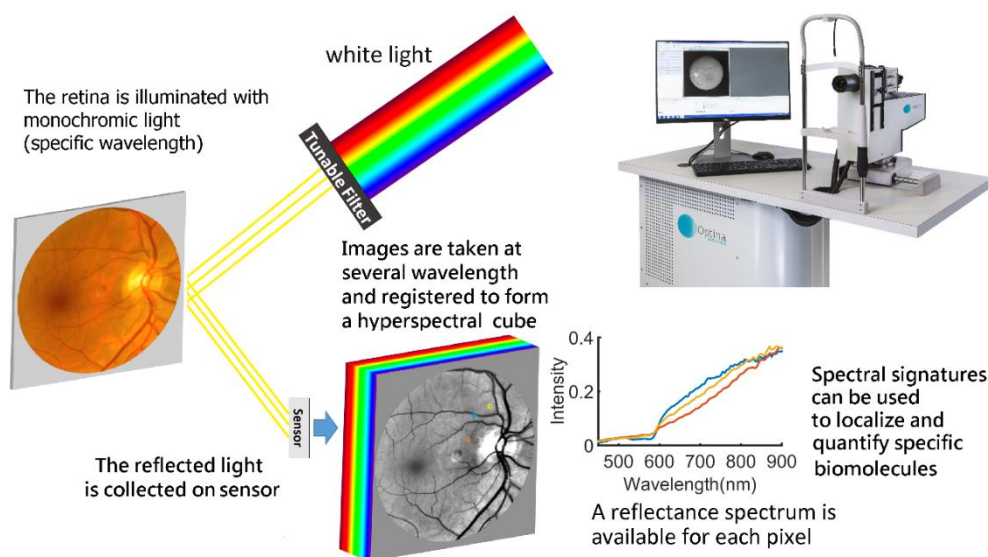 white light
The retina is illuminated with
monochromic light
(specific wavelength)
Tunable Filter
Optina
Images are taken at
several wavelength
and registered to form
a hyperspectral cube
Sensor
The reflected light
is collected on sensor
Intensity
0.4
0.2
0
500 600 700 800 900
Wavelength(nm)
Spectral signatures
can be used
to localize and
quantify specific
biomolecules
A reflectance spectrum is
available for each pixel